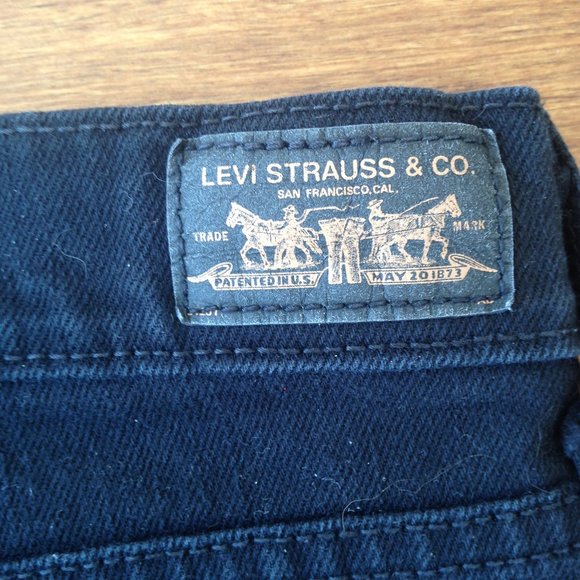 LEVI STRAUSS & CO.
SAN FRANCISCO, CAL.
TRADE MARK
PATENTED IN U.S. MAY 20 1873